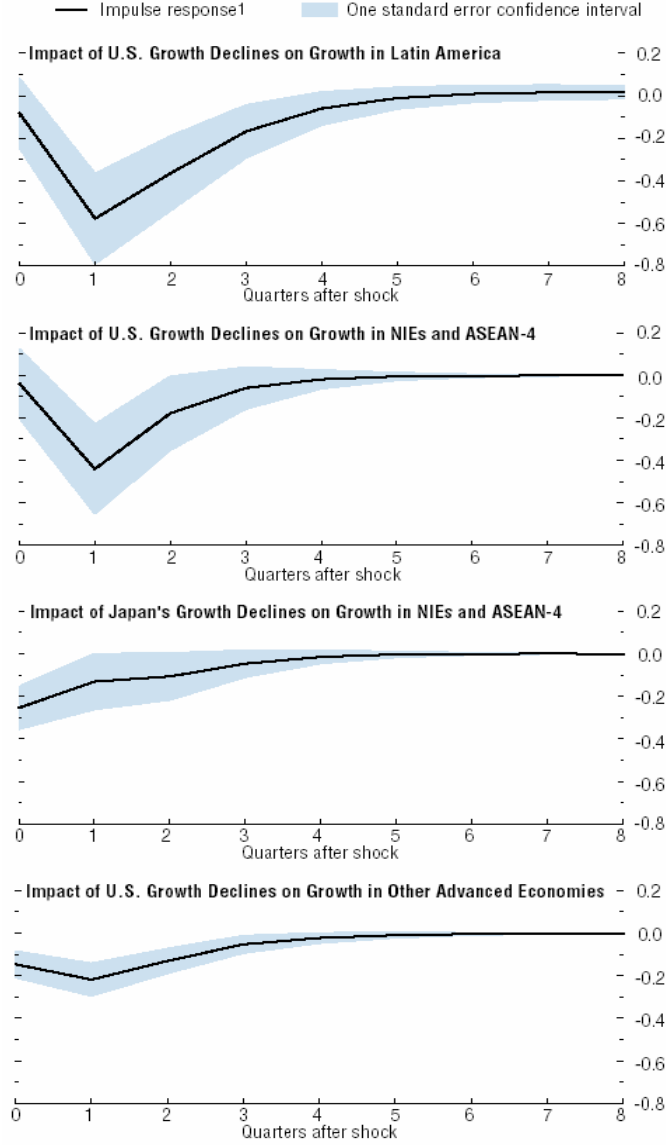 Impulse response1 One standard error confidence interval
Impact of U.S. Growth Declines on Growth in Latin America
0.2
0.0
-0.2
-0.4
-0.6
-0.8
0 1 2 3 4 5 6 7 8
Quarters after shock
Impact of U.S. Growth Declines on Growth in NIEs and ASEAN-4
0.2
0.0
-0.2
-0.4
-0.6
-0.8
0 1 2 3 4 5 6 7 8
Quarters after shock
Impact of Japan's Growth Declines on Growth in NIEs and ASEAN-4
0.2
0.0
-0.2
-0.4
-0.6
-0.8
0 1 2 3 4 5 6 7 8
Quarters after shock
Impact of U.S. Growth Declines on Growth in Other Advanced Economies
0.2
0.0
-0.2
-0.4
-0.6
-0.8
0 1 2 3 4 5 6 7 8
Quarters after shock